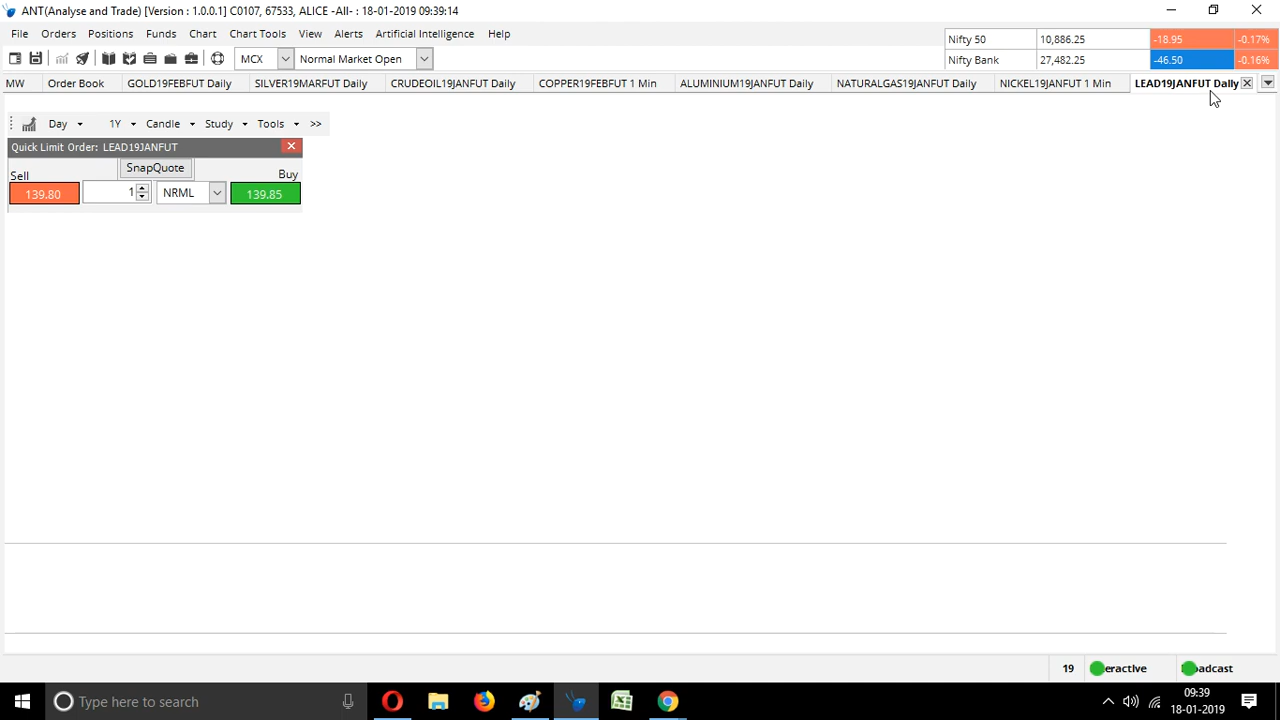 ANT(Analyse and Trade) [Version : 1.0.0.1] C0107, 67533, ALICE -All- : 18-01-2019 09:39:14
File Orders Positions Funds Chart Chart Tools View Alerts Artificial Intelligence Help
Nifty 50 10,886.25 -18.95 -0.17%
MCX Normal Market Open
Nifty Bank 27,482.25 -46.50 -0.16%
MW Order Book GOLD19FEBFUT Daily SILVER19MARFUT Daily CRUDEOIL19JANFUT Daily COPPER19FEBFUT 1 Min ALUMINIUM19JANFUT Daily NATURALGAS19JANFUT Daily NICKEL19JANFUT 1 Min LEAD19JANFUT Daily
Day 1Y Candle Study Tools >>
Quick Limit Order: LEAD19JANFUT
SnapQuote
Sell Buy
139.80 1 NRML 139.85
19 eractive adcast
Type here to search
09:39
18-01-2019